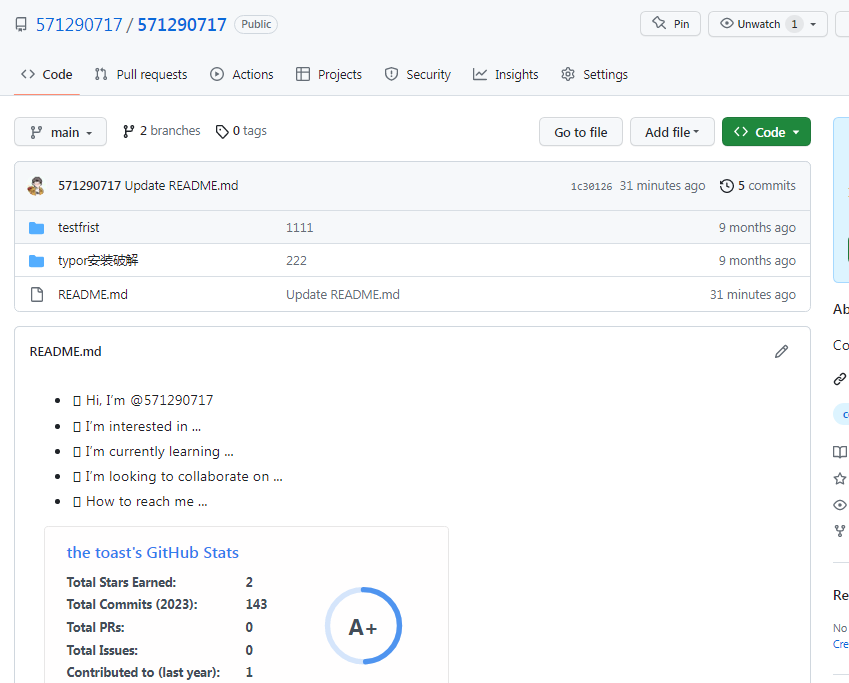 571290717 / 571290717 Public
Pin
Unwatch 1
Code
Pull requests
Actions
Projects
Security
Insights
Settings
main
2 branches
0 tags
Go to file
Add file
Code
571290717 Update README.md
1c30126 31 minutes ago
5 commits
testfrist 1111 9 months ago
typor安装破解 222 9 months ago
README.md Update README.md 31 minutes ago
README.md
Hi, I’m @571290717
I’m interested in ...
I’m currently learning ...
I’m looking to collaborate on ...
How to reach me ...
the toast's GitHub Stats
Total Stars Earned: 2
Total Commits (2023): 143
Total PRs: 0
Total Issues: 0
Contributed to (last year): 1
A+
Ab
Co
c
Re
No
Cre